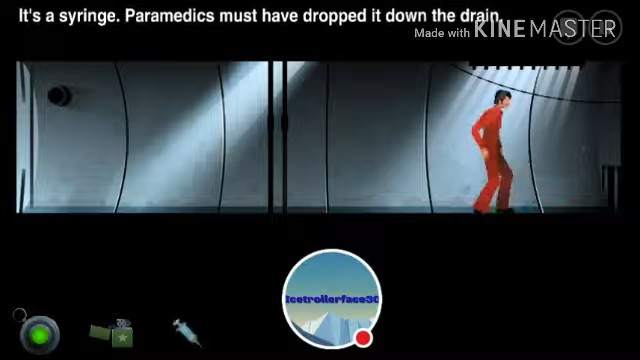 It's a syringe. Paramedics must have dropped it down the drain.
Made with KINEMASTER
Icetrollerface30